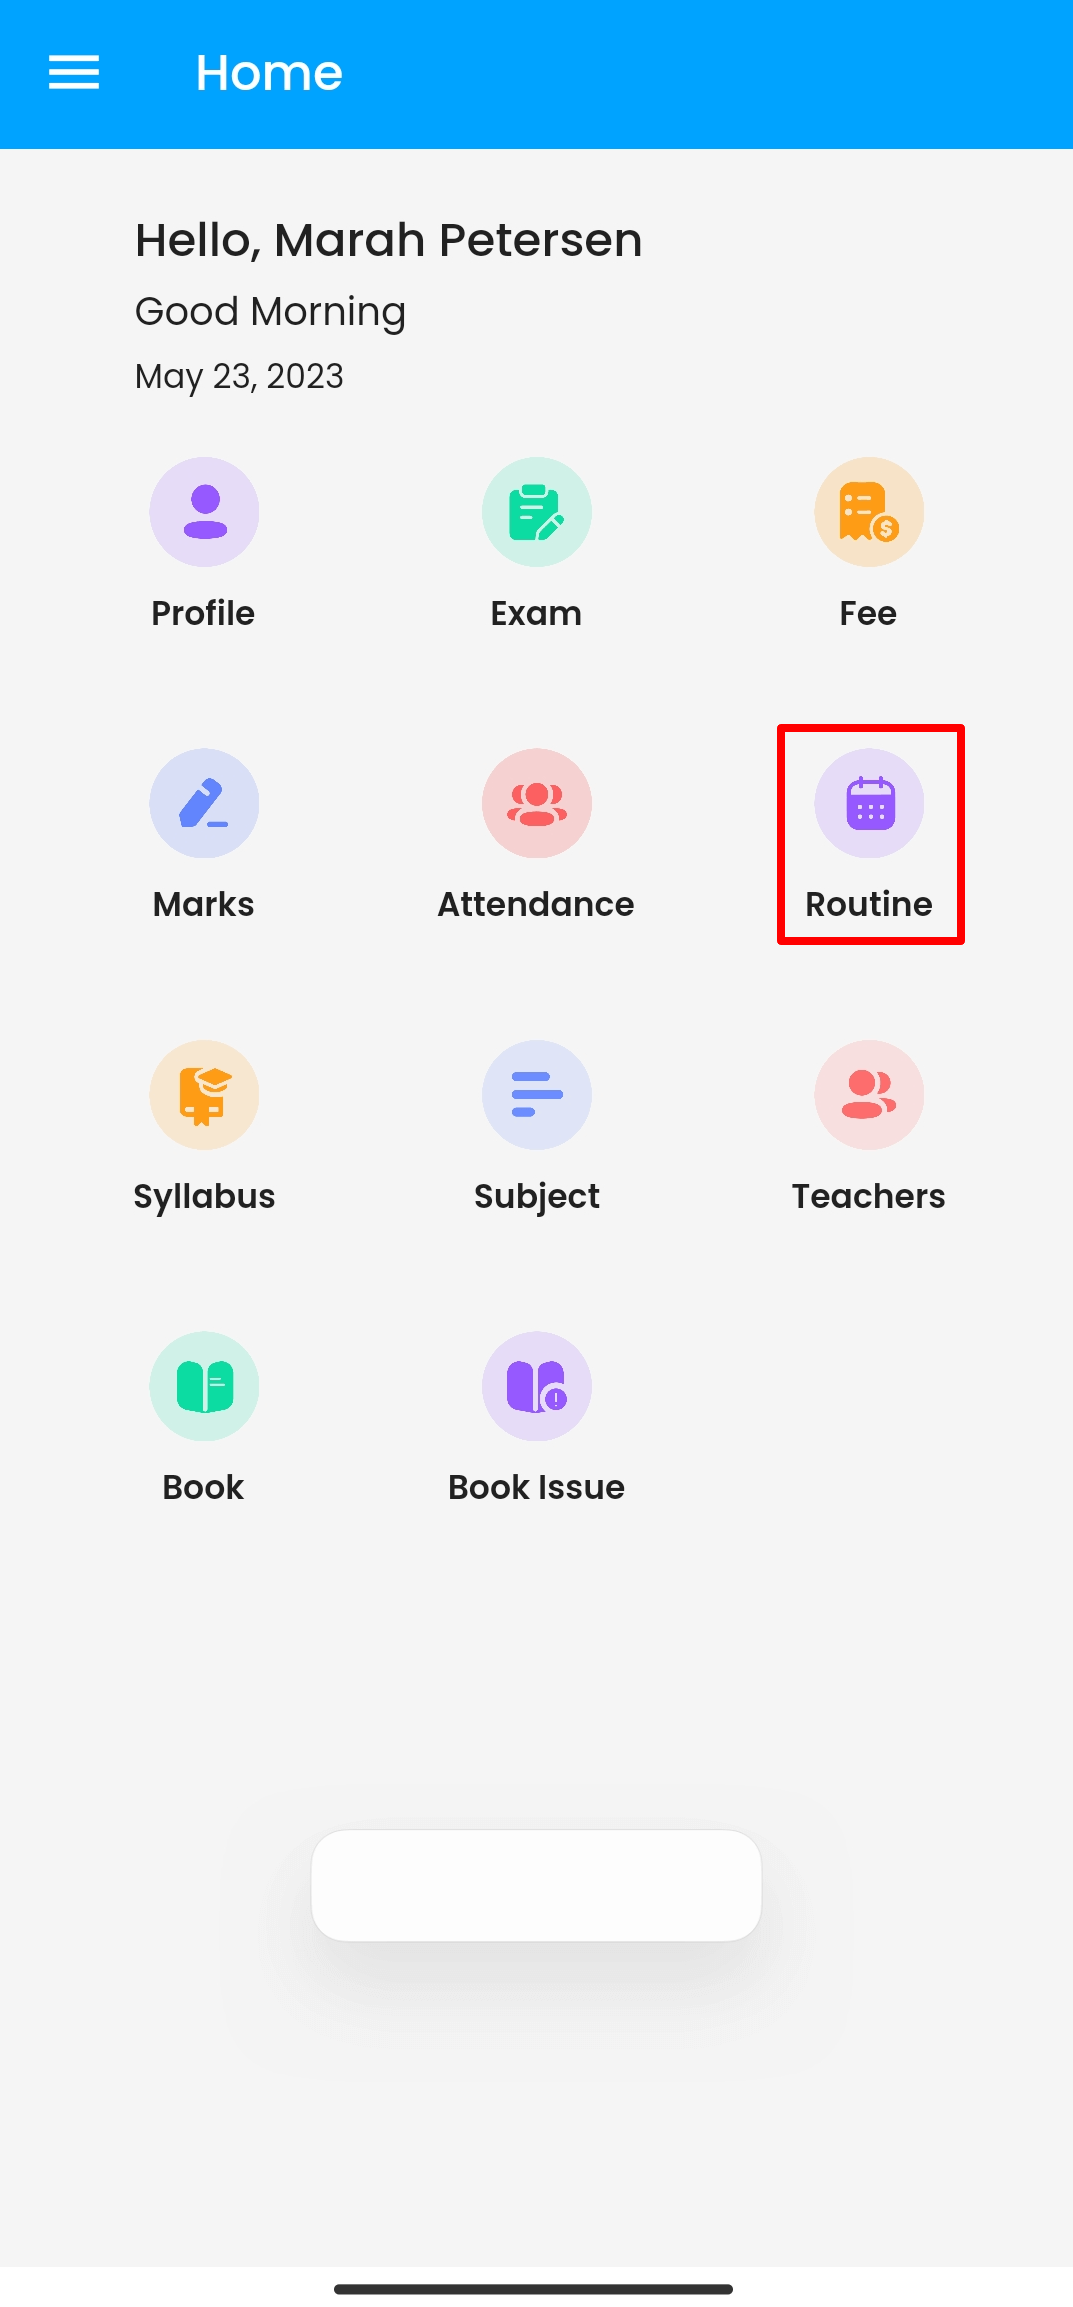 Home
Hello, Marah Petersen
Good Morning
May 23, 2023
Profile
Exam
Fee
Marks
Attendance
Routine
Syllabus
Subject
Teachers
Book
Book Issue